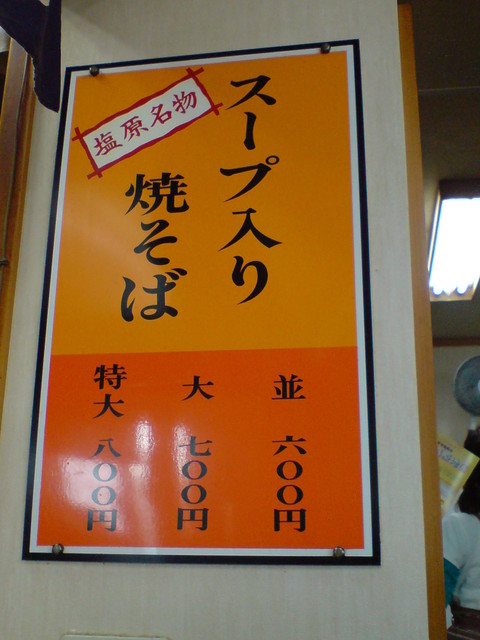 塩原名物
スープ入り
焼そば
並 六〇〇円
大 七〇〇円
特大 八〇〇円